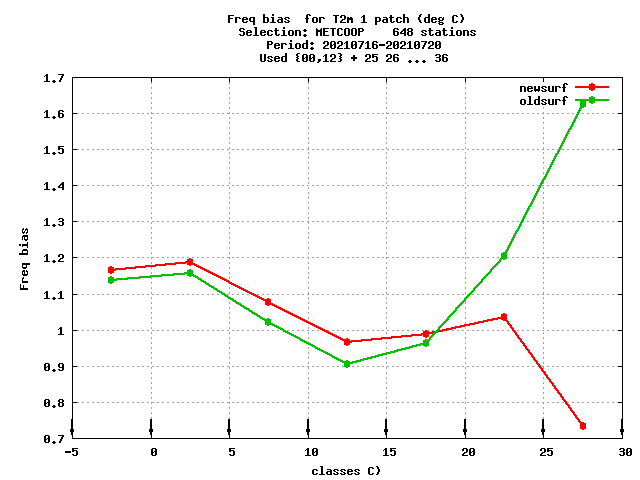 Freq bias  for T2m 1 patch (deg C)
Selection: METCOOP    648 stations
Period: 20210716-20210720
Used {00,12} + 25 26 ... 36
1.7
newsurf
oldsurf
1.6
1.5
1.4
1.3
1.2
1.1
1
0.9
0.8
0.7
Freq bias
-5
0
5
10
15
20
25
30
classes C)